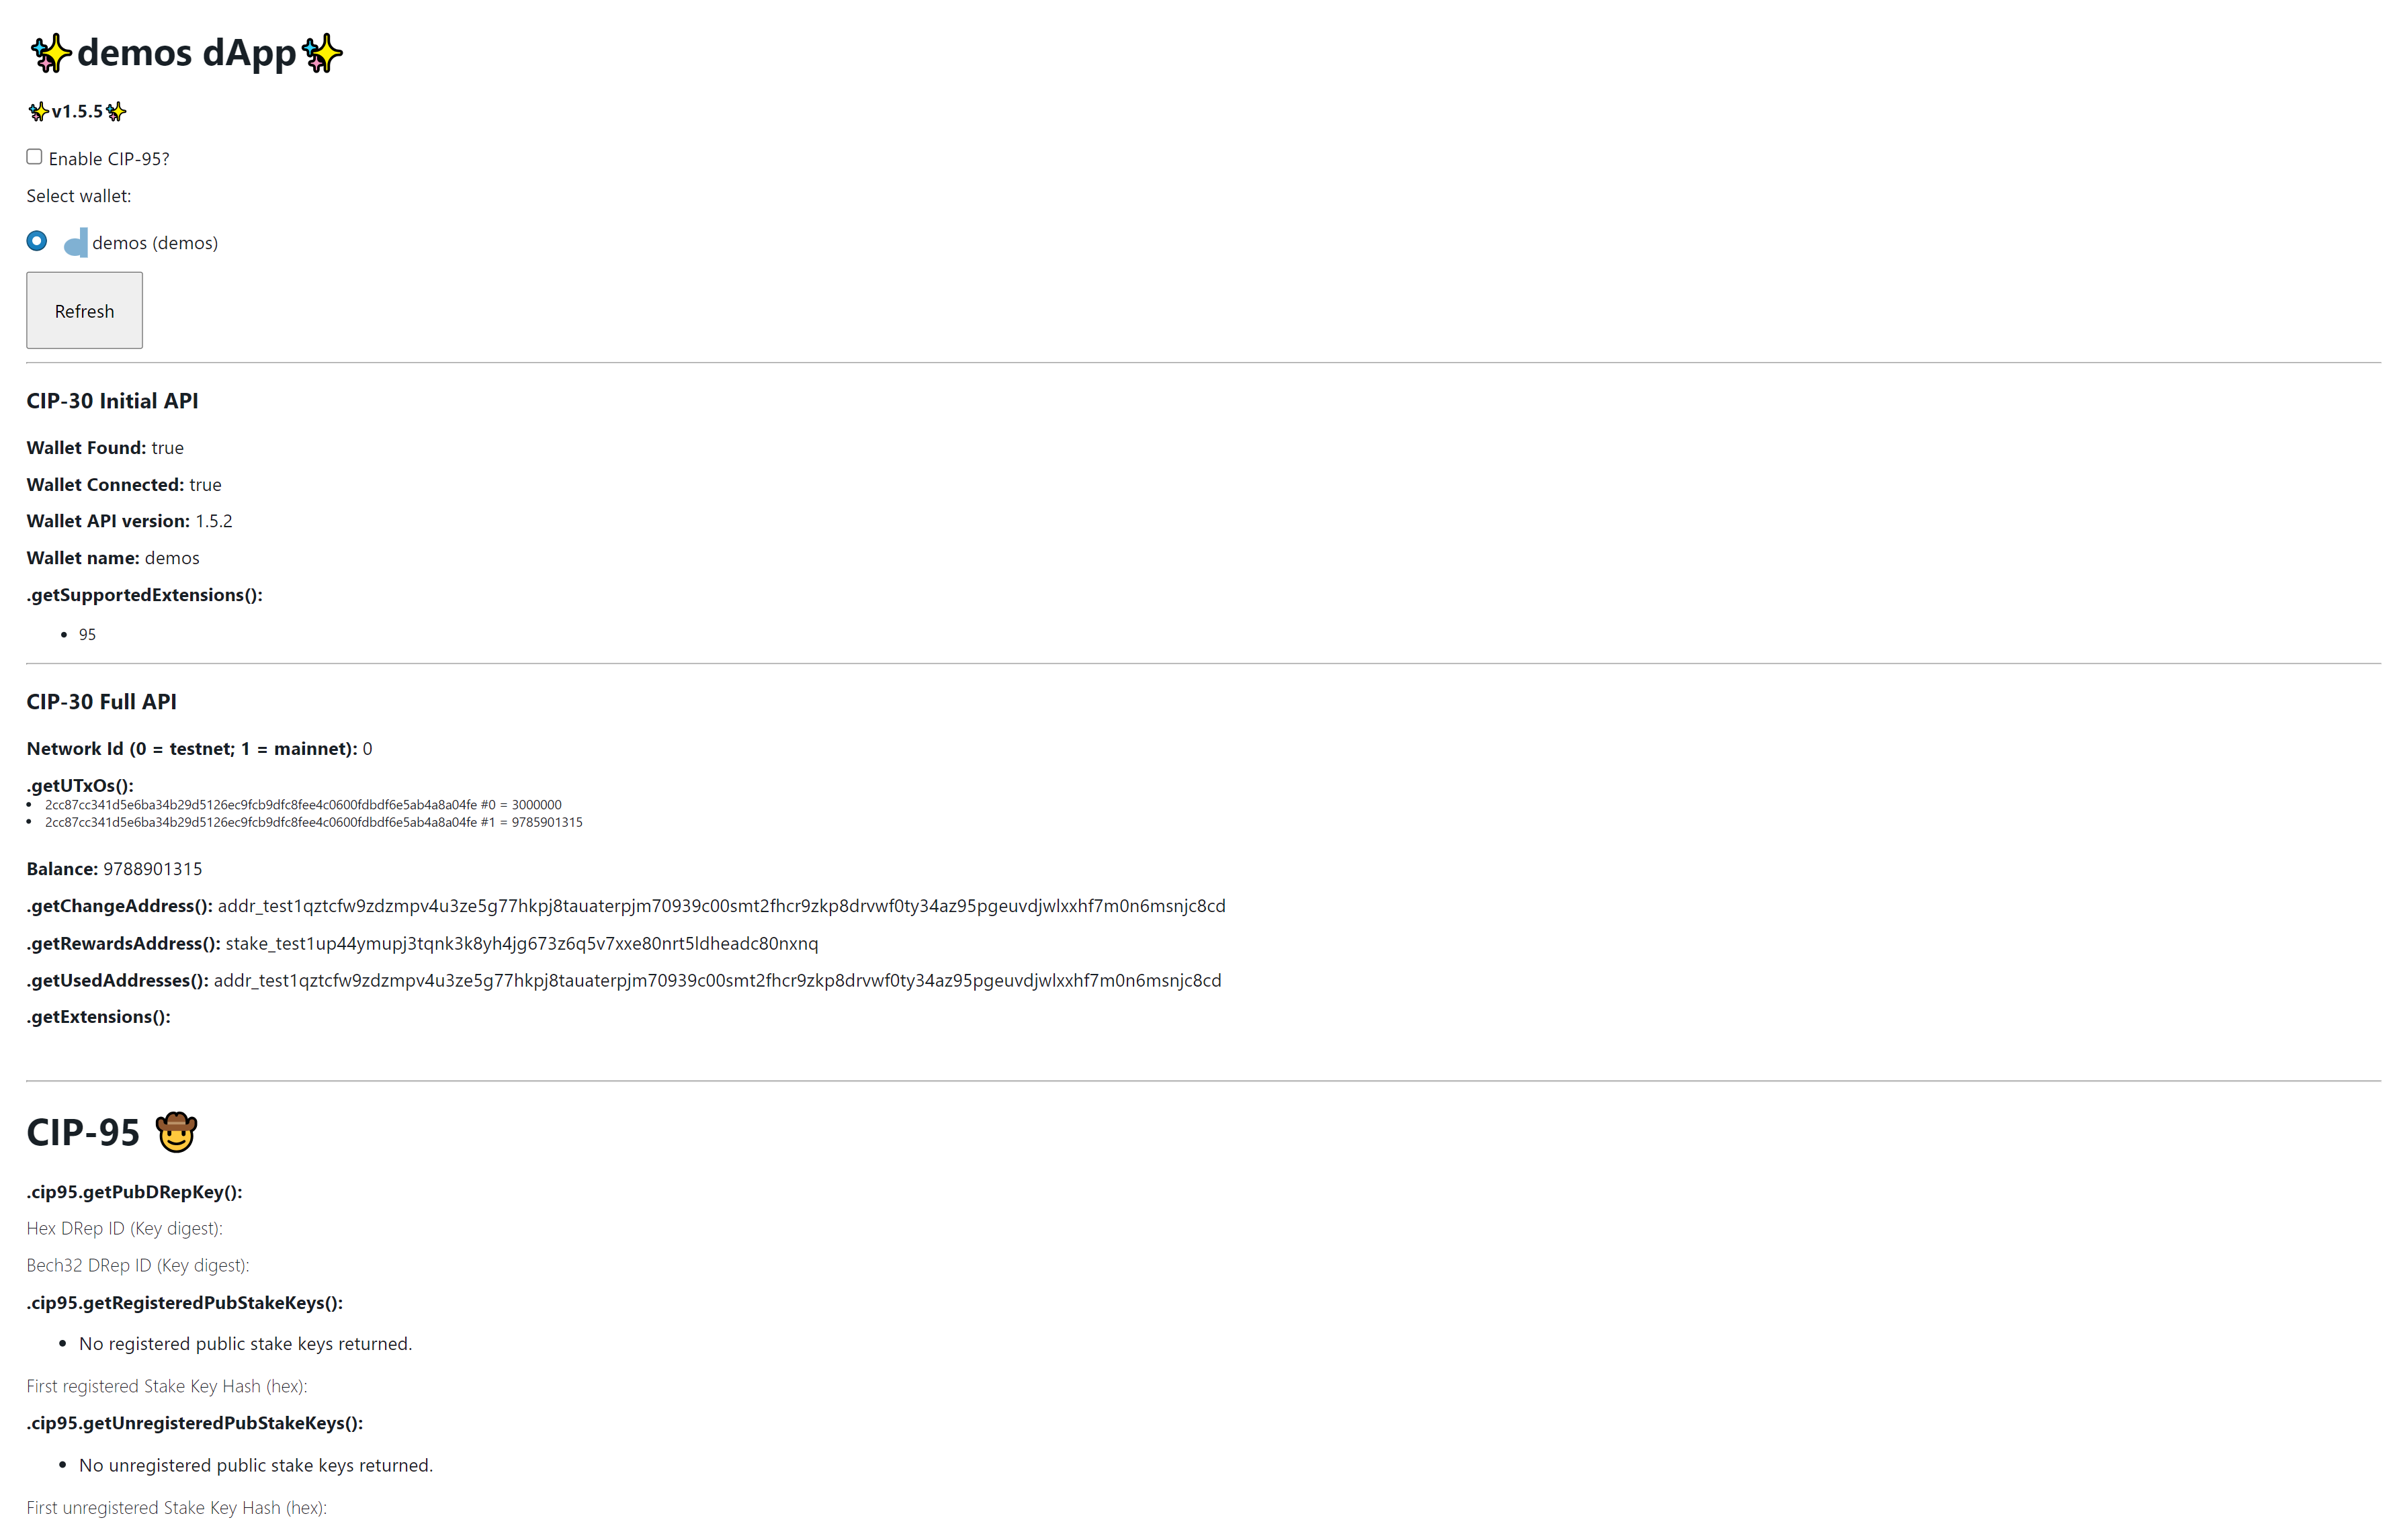 ✨demos dApp✨
✨v1.5.5✨
Enable CIP-95?
Select wallet:
demos (demos)
Refresh
CIP-30 Initial API
Wallet Found: true
Wallet Connected: true
Wallet API version: 1.5.2
Wallet name: demos
.getSupportedExtensions():
• 95
CIP-30 Full API
Network Id (0 = testnet; 1 = mainnet): 0
.getUTxOs():
• 2cc87cc341d5e6ba34b29d5126ec9fcb9dfc8fee4c0600fdbdf6e5ab4a8a04fe #0 = 3000000
• 2cc87cc341d5e6ba34b29d5126ec9fcb9dfc8fee4c0600fdbdf6e5ab4a8a04fe #1 = 9785901315
Balance: 9788901315
.getChangeAddress(): addr_test1qztcfw9zdzmpv4u3ze5g77hkpj8tauaterpjm70939c00smt2fhcr9zkp8drvwf0ty34az95pgeuvdjwlxxhf7m0n6msnjc8cd
.getRewardsAddress(): stake_test1up44ymupj3tqnk3k8yh4jg673z6q5v7xxe80nrt5ldheadc80nxnq
.getUsedAddresses(): addr_test1qztcfw9zdzmpv4u3ze5g77hkpj8tauaterpjm70939c00smt2fhcr9zkp8drvwf0ty34az95pgeuvdjwlxxhf7m0n6msnjc8cd
.getExtensions():
CIP-95 🤠
.cip95.getPubDRepKey():
Hex DRep ID (Key digest):
Bech32 DRep ID (Key digest):
.cip95.getRegisteredPubStakeKeys():
• No registered public stake keys returned.
First registered Stake Key Hash (hex):
.cip95.getUnregisteredPubStakeKeys():
• No unregistered public stake keys returned.
First unregistered Stake Key Hash (hex):